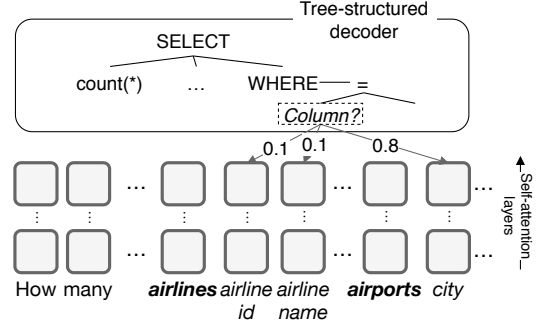 Tree-structured
decoder
SELECT
count(*) ... WHERE =
Column?
0.1 0.1 0.8
... ... ... ...
... ... ... ...
How many airlines airline airline airports city
id name
Self-attention
layers